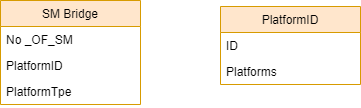 SM Bridge
No _OF_SM
PlatformID
PlatformTpe
PlatformID
ID
Platforms